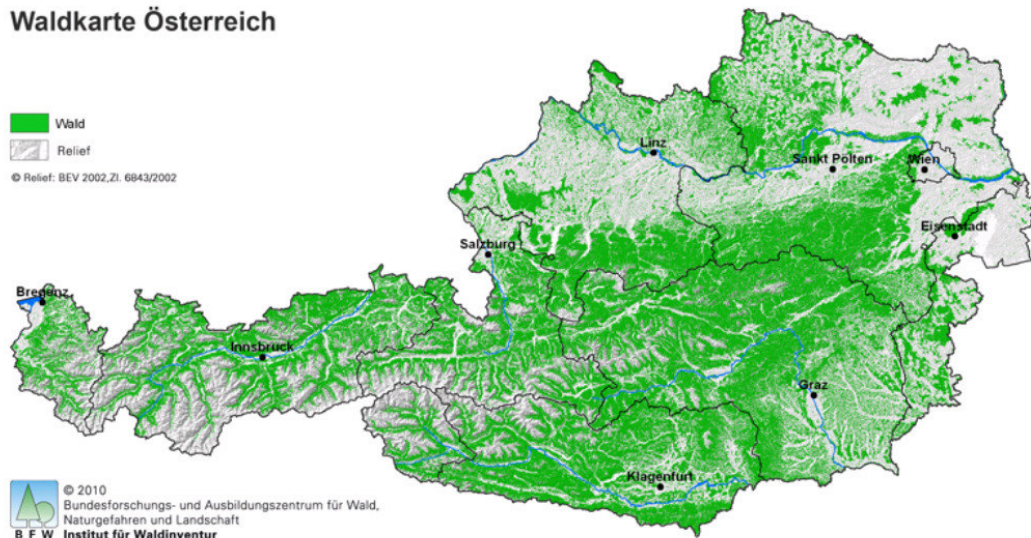 Waldkarte Österreich
Wald
Relief
© Relief: BEV 2002,Zl. 6843/2002
Linz
Sankt Pölten
Wien
Eisenstadt
Salzburg
Bregenz
Innsbruck
Graz
Klagenfurt
© 2010
Bundesforschungs- und Ausbildungszentrum für Wald,
Naturgefahren und Landschaft
B F W Institut für Waldinventur